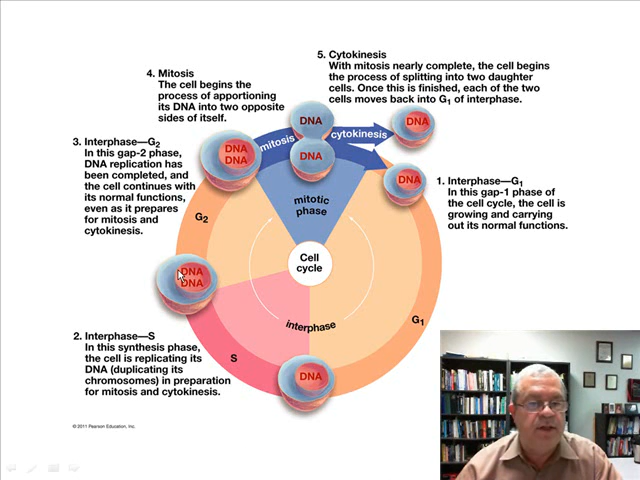 5. Cytokinesis
With mitosis nearly complete, the cell begins
the process of splitting into two daughter
cells. Once this is finished, each of the two
cells moves back into G1 of interphase.
4. Mitosis
The cell begins the
process of apportioning
its DNA into two opposite
sides of itself.
3. Interphase—G2
In this gap-2 phase,
DNA replication has
been completed, and
the cell continues with
its normal functions,
even as it prepares
for mitosis and
cytokinesis.
DNA
cytokinesis
DNA
mitosis
DNA
DNA
DNA
DNA
1. Interphase—G1
In this gap-1 phase of
the cell cycle, the cell is
growing and carrying
out its normal functions.
mitotic
phase
G2
Cell
cycle
DNA
DNA
interphase
G1
S
2. Interphase—S
In this synthesis phase,
the cell is replicating its
DNA (duplicating its
chromosomes) in preparation
for mitosis and cytokinesis.
DNA
© 2011 Pearson Education, Inc.